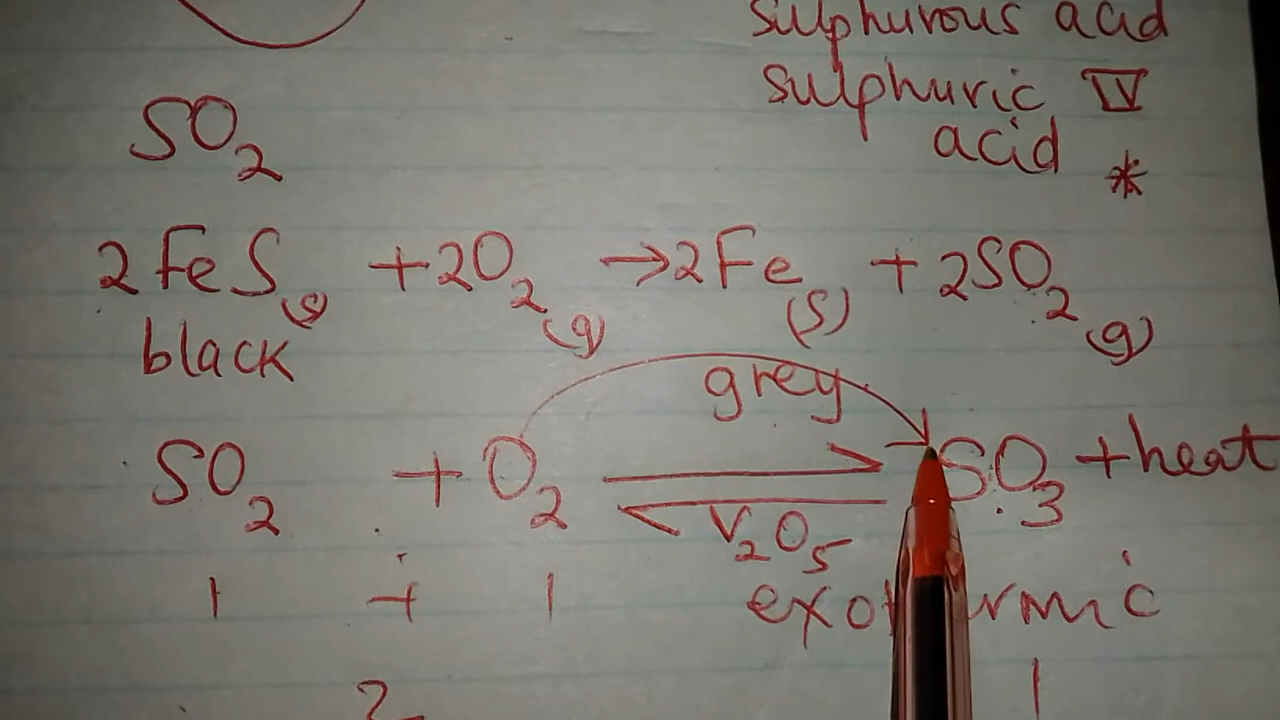 sulphurous acid
sulphuric IV
acid *
SO2
2FeS(s) + 2O2(g) → 2Fe(s) + 2SO2(g)
black
grey
SO2 + O2 ⇌ SO3 + heat
V2O5
1 + 1
2 1